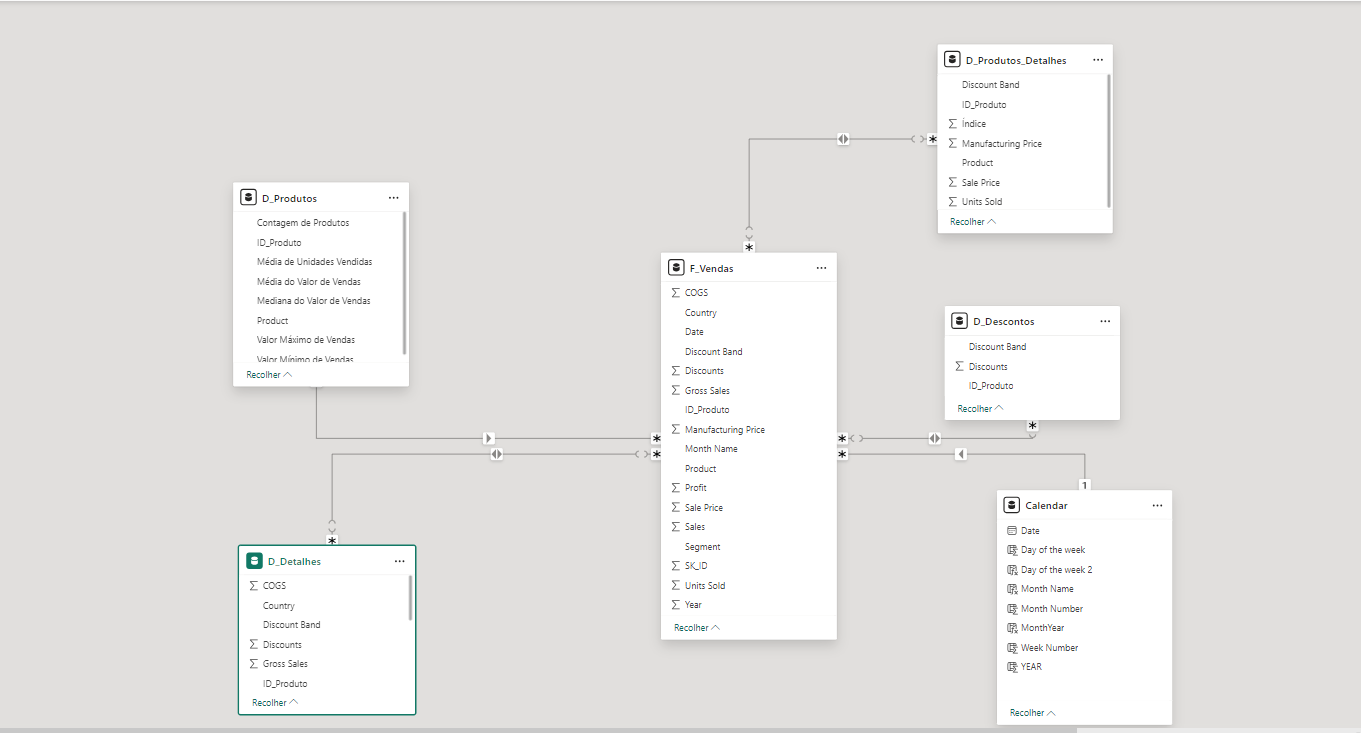 D_Produtos_Detalhes
Discount Band
ID_Produto
Índice
Manufacturing Price
Product
Sale Price
Units Sold
Recolher
D_Produtos
Contagem de Produtos
ID_Produto
Média de Unidades Vendidas
Média do Valor de Vendas
Mediana do Valor de Vendas
Product
Valor Máximo de Vendas
Valor Mínimo de Vendas
Recolher
F_Vendas
COGS
Country
Date
Discount Band
Discounts
Gross Sales
ID_Produto
Manufacturing Price
Month Name
Product
Profit
Sale Price
Sales
Segment
SK_ID
Units Sold
Year
Recolher
D_Descontos
Discount Band
Discounts
ID_Produto
Recolher
1
Calendar
Date
Day of the week
Day of the week 2
Month Name
Month Number
MonthYear
Week Number
YEAR
Recolher
D_Detalhes
COGS
Country
Discount Band
Discounts
Gross Sales
ID_Produto
Recolher